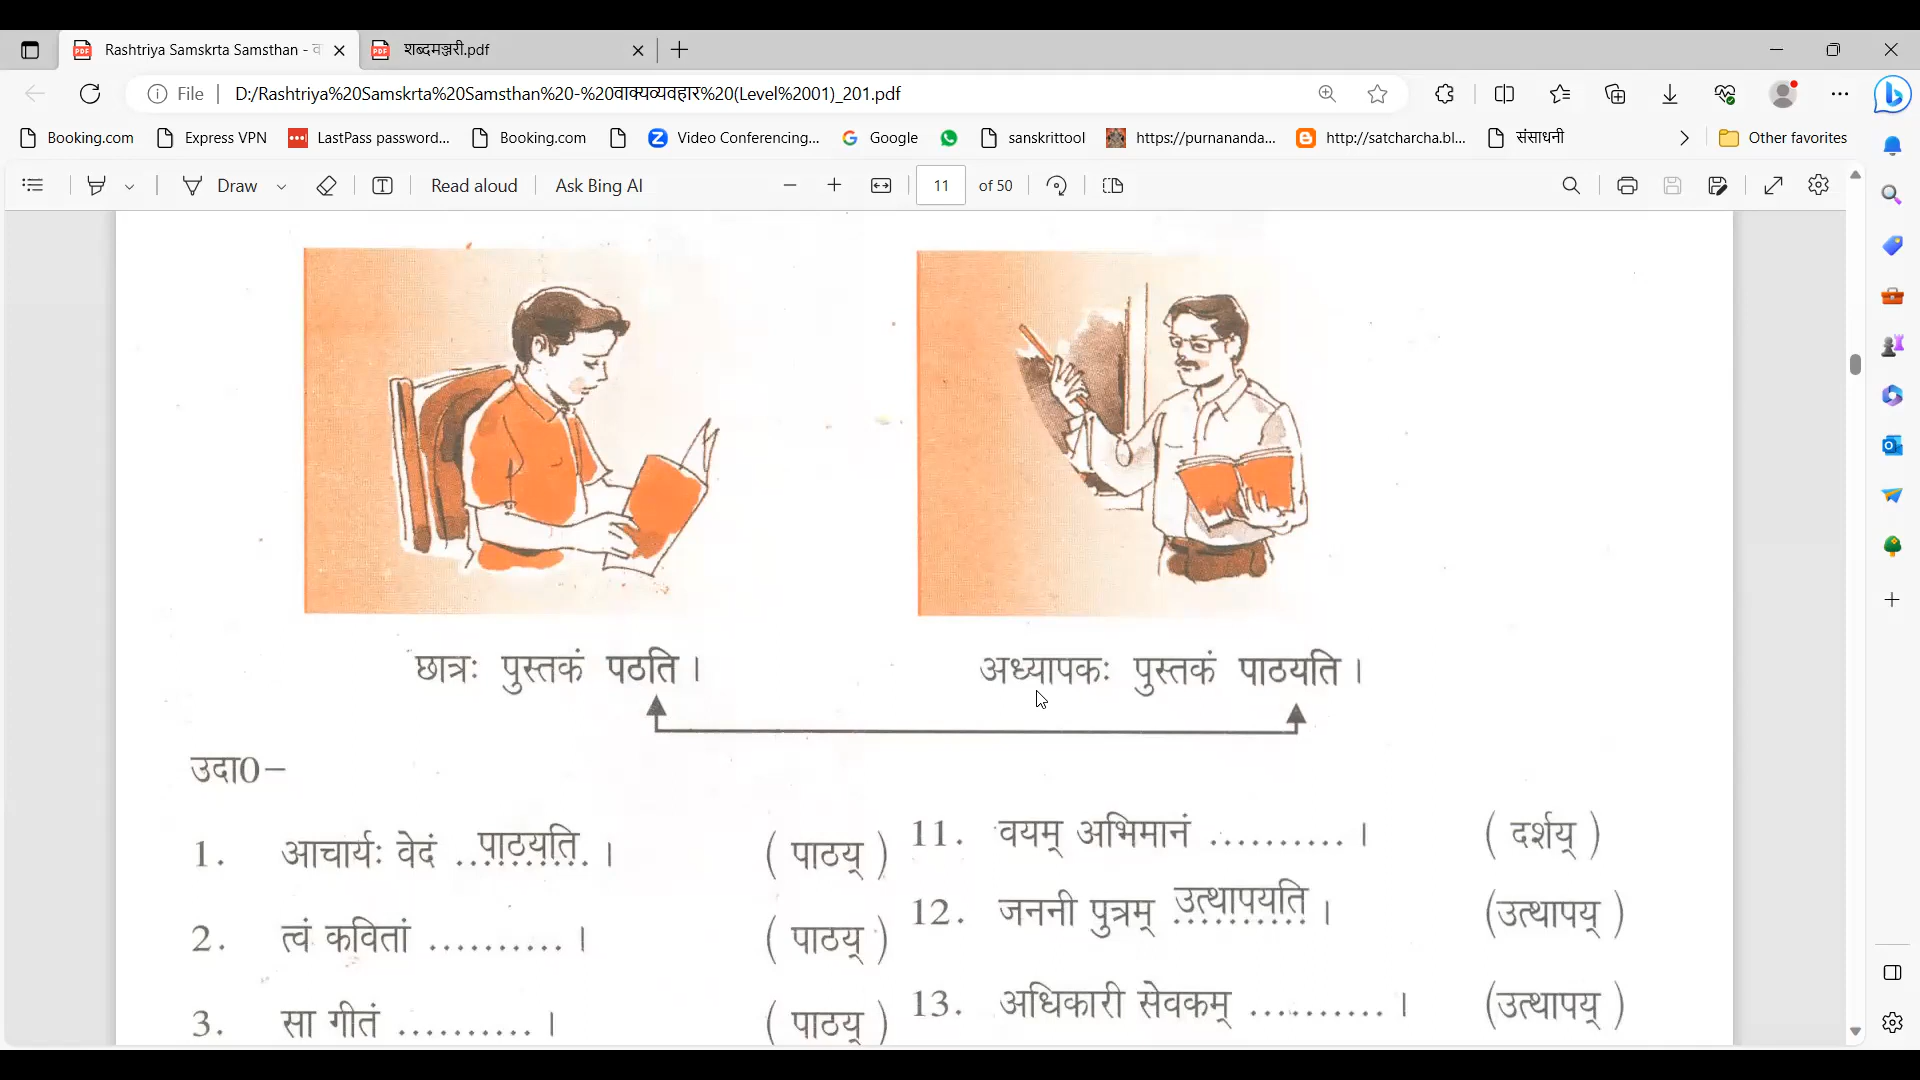 Rashtriya Samskrta Samsthan - व
शब्दमञ्जरी.pdf
File
D:/Rashtriya%20Samskrta%20Samsthan%20-%20वाक्यव्यवहार%20(Level%2001)_201.pdf
Booking.com Express VPN LastPass password... Booking.com Video Conferencing... Google sanskrittool https://purnananda... http://satcharcha.bl... संसाधनी Other favorites
Draw Read aloud Ask Bing AI 11 of 50
छात्रः पुस्तकं पठति ।
अध्यापकः पुस्तकं पाठयति ।
उदा0–
1. आचार्यः वेदं ..पाठयति.. । ( पाठय् )
2. त्वं कवितां .......... । ( पाठय् )
3. सा गीतं .......... । ( पाठय् )
11. वयम् अभिमानं .......... । ( दर्शय् )
12. जननी पुत्रम् उत्थापयति । (उत्थापय् )
13. अधिकारी सेवकम् .......... । (उत्थापय् )